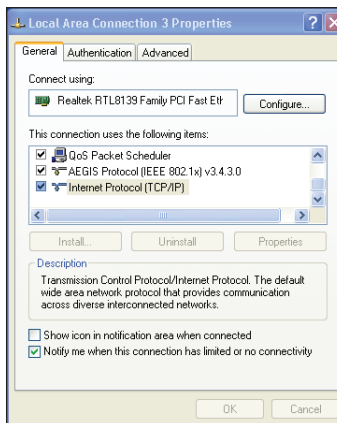 Local Area Connection 3 Properties
General Authentication Advanced
Connect using:
Realtek RTL8139 Family PCI Fast Eth
Configure...
This connection uses the following items:
QoS Packet Scheduler
AEGIS Protocol (IEEE 802.1x) v3.4.3.0
Internet Protocol (TCP/IP)
Install... Uninstall Properties
Description
Transmission Control Protocol/Internet Protocol. The default
wide area network protocol that provides communication
across diverse interconnected networks.
Show icon in notification area when connected
Notify me when this connection has limited or no connectivity
OK Cancel